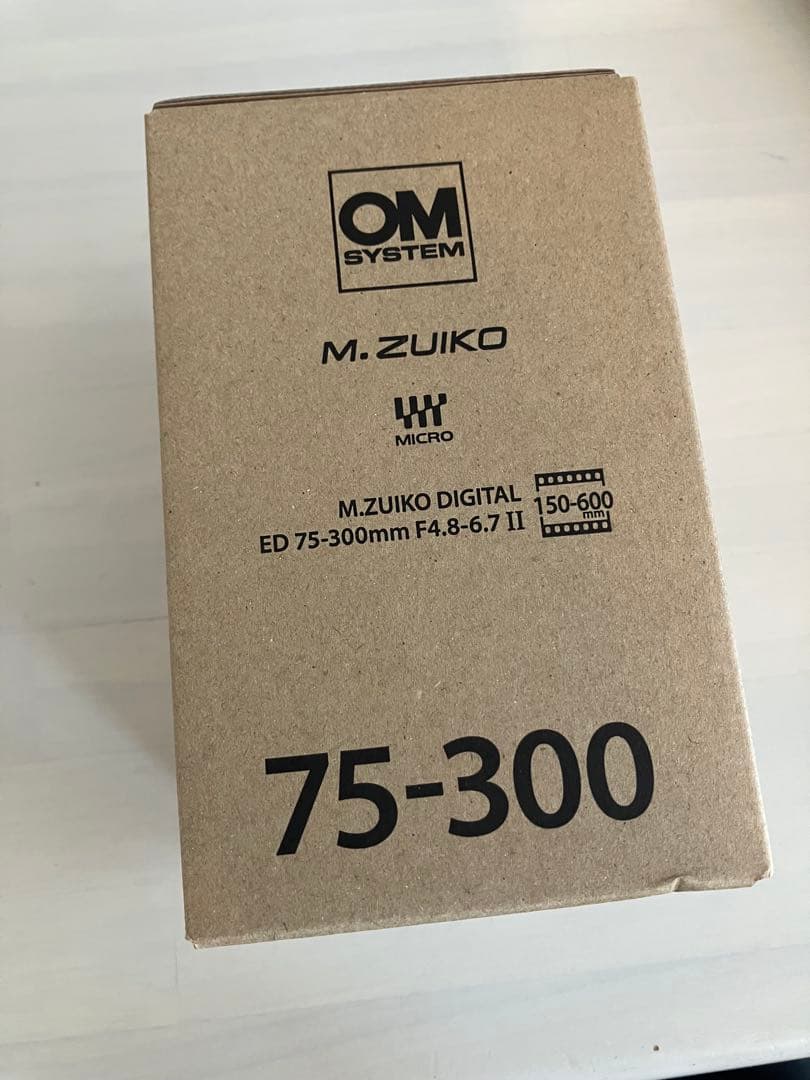 OM
SYSTEM
M.ZUIKO
MICRO
M.ZUIKO DIGITAL
ED 75-300mm F4.8-6.7 II
150-600
mm
75-300